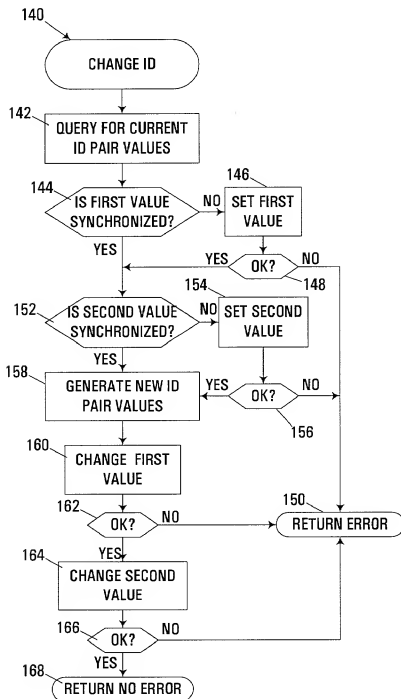 140
CHANGE ID
142
QUERY FOR CURRENT
ID PAIR VALUES
144
146
IS FIRST VALUE
SYNCHRONIZED?
NO
SET FIRST
VALUE
YES
YES
OK?
NO
148
152
154
IS SECOND VALUE
SYNCHRONIZED?
NO
SET SECOND
VALUE
YES
158
GENERATE NEW ID
PAIR VALUES
YES
OK?
NO
156
160
CHANGE FIRST
VALUE
150
162
OK?
NO
RETURN ERROR
YES
164
CHANGE SECOND
VALUE
166
OK?
NO
YES
168
RETURN NO ERROR